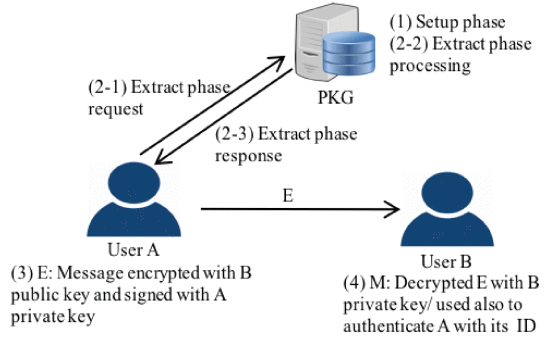 (1) Setup phase
(2-2) Extract phase
processing
PKG
(2-1) Extract phase
request
(2-3) Extract phase
response
E
User A
User B
(3) E: Message encrypted with B
public key and signed with A
private key
(4) M: Decrypted E with B
private key/ used also to
authenticate A with its ID